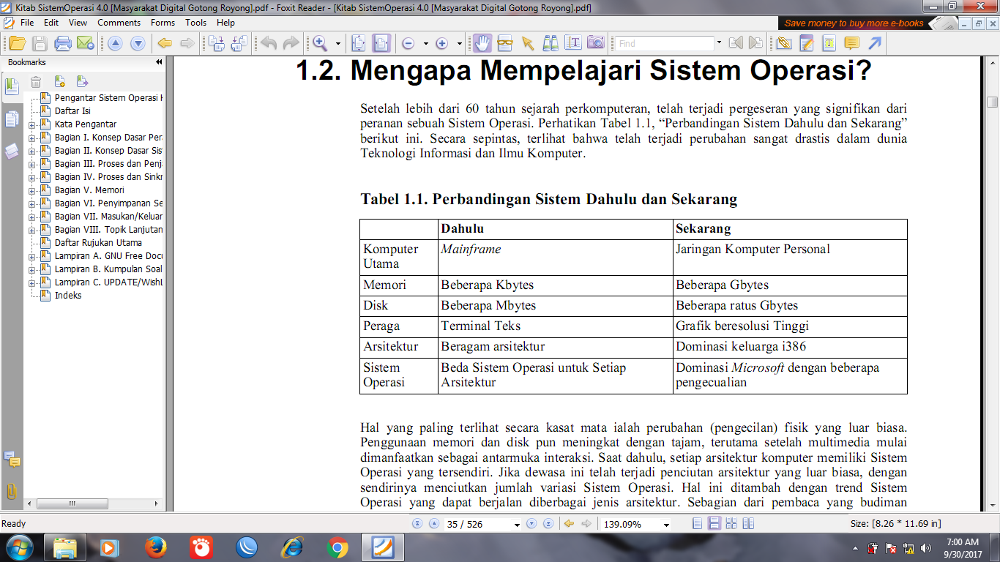 Kitab SistemOperasi 4.0 [Masyarakat Digital Gotong Royong].pdf - Foxit Reader - [Kitab SistemOperasi 4.0 [Masyarakat Digital Gotong Royong].pdf]
File Edit View Comments Forms Tools Help
Save money to buy more e-books
Find
Bookmarks
Pengantar Sistem Operasi
Daftar Isi
Kata Pengantar
Bagian I. Konsep Dasar Per
Bagian II. Konsep Dasar Sis
Bagian III. Proses dan Penj
Bagian IV. Proses dan Sinkr
Bagian V. Memori
Bagian VI. Penyimpanan Se
Bagian VII. Masukan/Keluar
Bagian VIII. Topik Lanjutan
Daftar Rujukan Utama
Lampiran A. GNU Free Docu
Lampiran B. Kumpulan Soal
Lampiran C. UPDATE/WishL
Indeks
1.2. Mengapa Mempelajari Sistem Operasi?
Setelah lebih dari 60 tahun sejarah perkomputeran, telah terjadi pergeseran yang signifikan dari
peranan sebuah Sistem Operasi. Perhatikan Tabel 1.1, “Perbandingan Sistem Dahulu dan Sekarang”
berikut ini. Secara sepintas, terlihat bahwa telah terjadi perubahan sangat drastis dalam dunia
Teknologi Informasi dan Ilmu Komputer.
Tabel 1.1. Perbandingan Sistem Dahulu dan Sekarang
Dahulu Sekarang
Komputer Utama Mainframe Jaringan Komputer Personal
Memori Beberapa Kbytes Beberapa Gbytes
Disk Beberapa Mbytes Beberapa ratus Gbytes
Peraga Terminal Teks Grafik beresolusi Tinggi
Arsitektur Beragam arsitektur Dominasi keluarga i386
Sistem Operasi Beda Sistem Operasi untuk Setiap Arsitektur Dominasi Microsoft dengan beberapa pengecualian
Hal yang paling terlihat secara kasat mata ialah perubahan (pengecilan) fisik yang luar biasa.
Penggunaan memori dan disk pun meningkat dengan tajam, terutama setelah multimedia mulai
dimanfaatkan sebagai antarmuka interaksi. Saat dahulu, setiap arsitektur komputer memiliki Sistem
Operasi yang tersendiri. Jika dewasa ini telah terjadi penciutan arsitektur yang luar biasa, dengan
sendirinya menciutkan jumlah variasi Sistem Operasi. Hal ini ditambah dengan trend Sistem
Operasi yang dapat berjalan diberbagai jenis arsitektur. Sebagian dari pembaca yang budiman
Ready
35 / 526
139.09%
Size: [8.26 * 11.69 in]
7:00 AM
9/30/2017